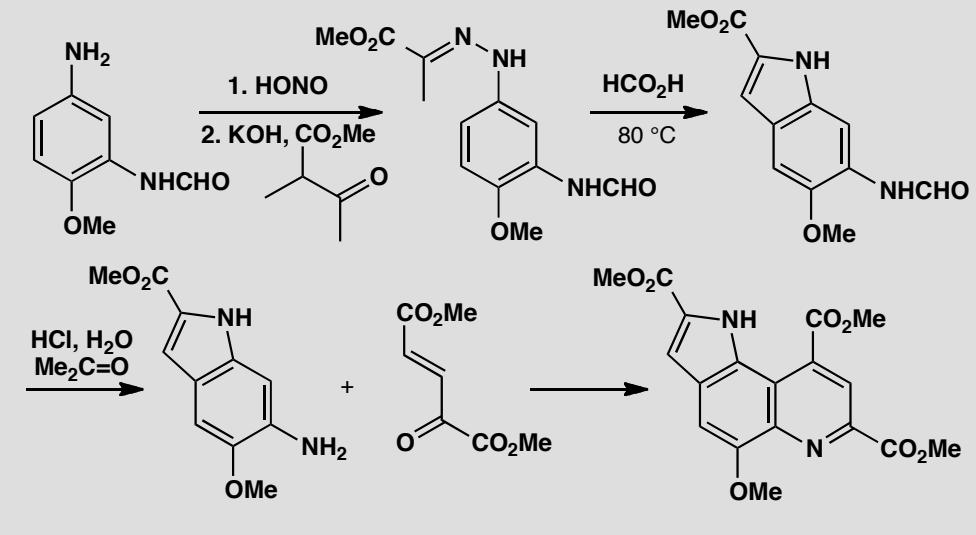 NH₂
NHCHO
OMe
1. HONO
2. KOH, CO₂Me
O
MeO₂C
N
NH
NHCHO
OMe
HCO₂H
80 °C
MeO₂C
NH
NHCHO
OMe
HCl, H₂O
Me₂C=O
MeO₂C
NH
NH₂
OMe
+
CO₂Me
O
CO₂Me
MeO₂C
NH
CO₂Me
N
CO₂Me
OMe